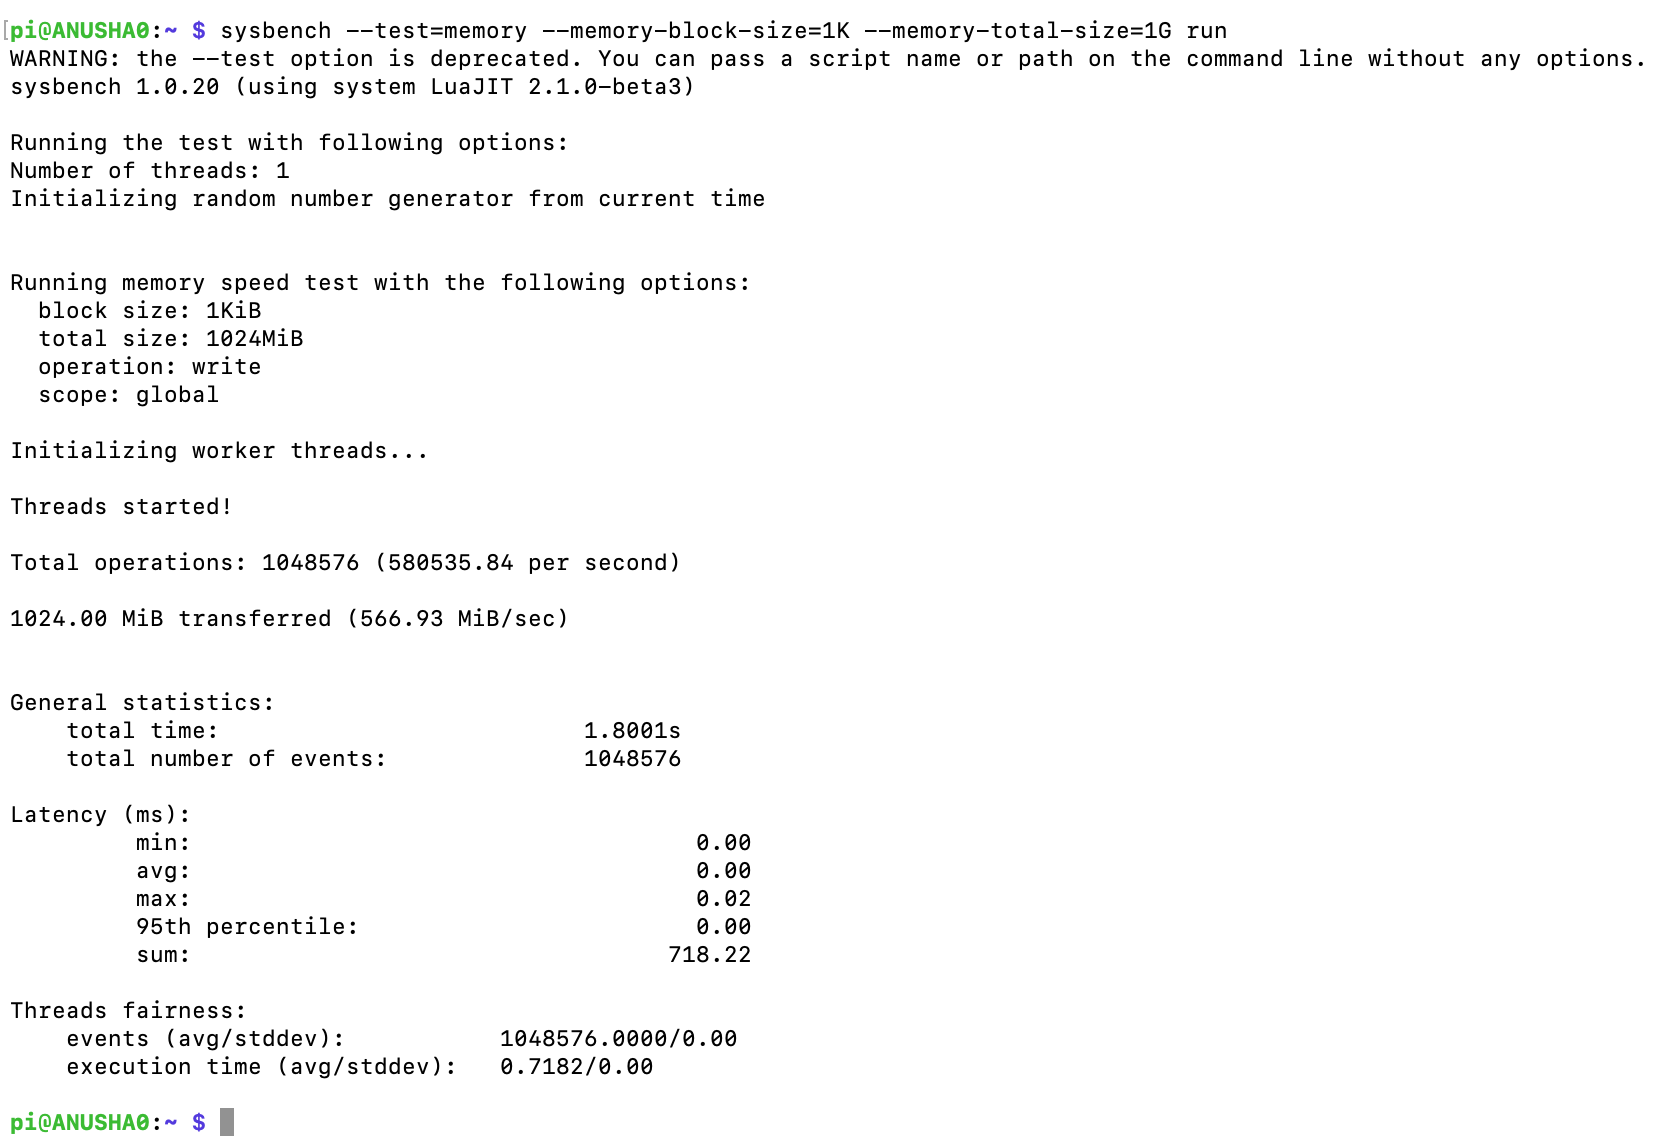 [pi@ANUSHA0:~ $ sysbench --test=memory --memory-block-size=1K --memory-total-size=1G run
WARNING: the --test option is deprecated. You can pass a script name or path on the command line without any options.
sysbench 1.0.20 (using system LuaJIT 2.1.0-beta3)
Running the test with following options:
Number of threads: 1
Initializing random number generator from current time
Running memory speed test with the following options:
block size: 1KiB
total size: 1024MiB
operation: write
scope: global
Initializing worker threads...
Threads started!
Total operations: 1048576 (580535.84 per second)
1024.00 MiB transferred (566.93 MiB/sec)
General statistics:
total time: 1.8001s
total number of events: 1048576
Latency (ms):
min: 0.00
avg: 0.00
max: 0.02
95th percentile: 0.00
sum: 718.22
Threads fairness:
events (avg/stddev): 1048576.0000/0.00
execution time (avg/stddev): 0.7182/0.00
pi@ANUSHA0:~ $